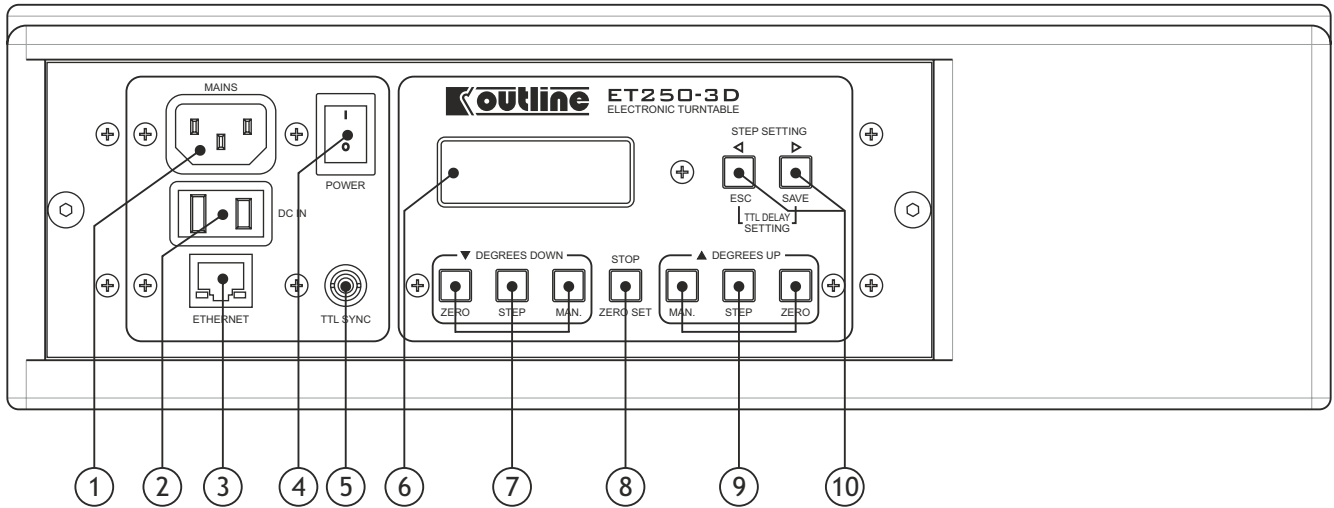 MAINS
I
O
POWER
DC IN
ETHERNET
TTL SYNC
outline
ET250-3D
ELECTRONIC TURNTABLE
STEP SETTING
◁ ▷
ESC SAVE
TTL DELAY
SETTING
▼ DEGREES DOWN
ZERO STEP MAN.
STOP
ZERO SET
▲ DEGREES UP
MAN. STEP ZERO
1 2 3 4 5 6 7 8 9 10